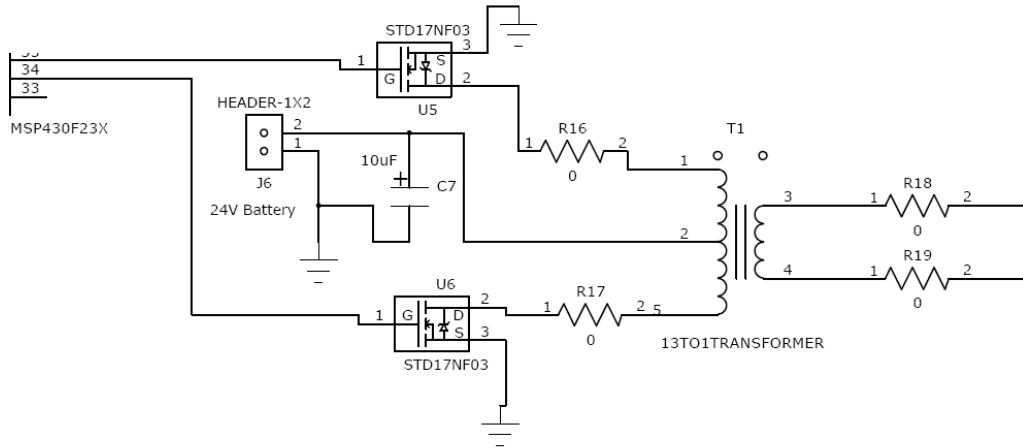 STD17NF03
3
1
S
G
D
2
U5
34
33
MSP430F23X
HEADER-1X2
2
1
J6
24V Battery
10uF
+
C7
R16
1
2
0
T1
1
2
5
3
4
13TO1TRANSFORMER
R18
1
2
0
R19
1
2
0
U6
2
1
G
D
S
3
STD17NF03
R17
1
2
0